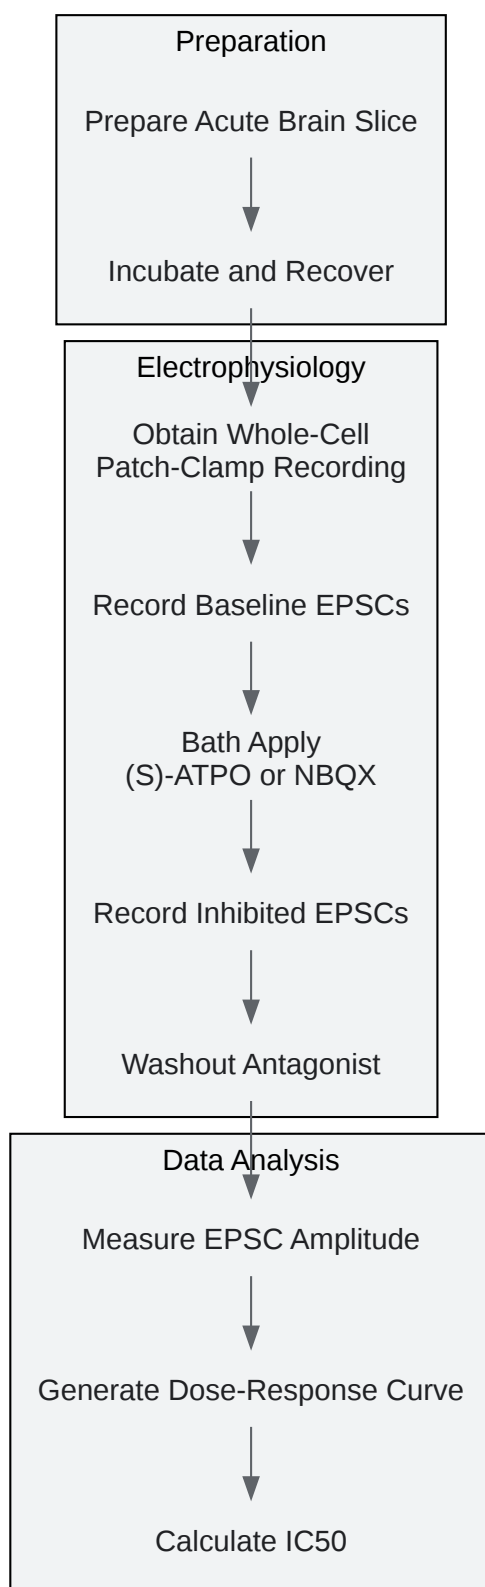 Preparation
Prepare Acute Brain Slice
Incubate and Recover
Electrophysiology
Obtain Whole-Cell
Patch-Clamp Recording
Record Baseline EPSCs
Bath Apply
(S)-ATPO or NBQX
Record Inhibited EPSCs
Washout Antagonist
Data Analysis
Measure EPSC Amplitude
Generate Dose-Response Curve
Calculate IC50